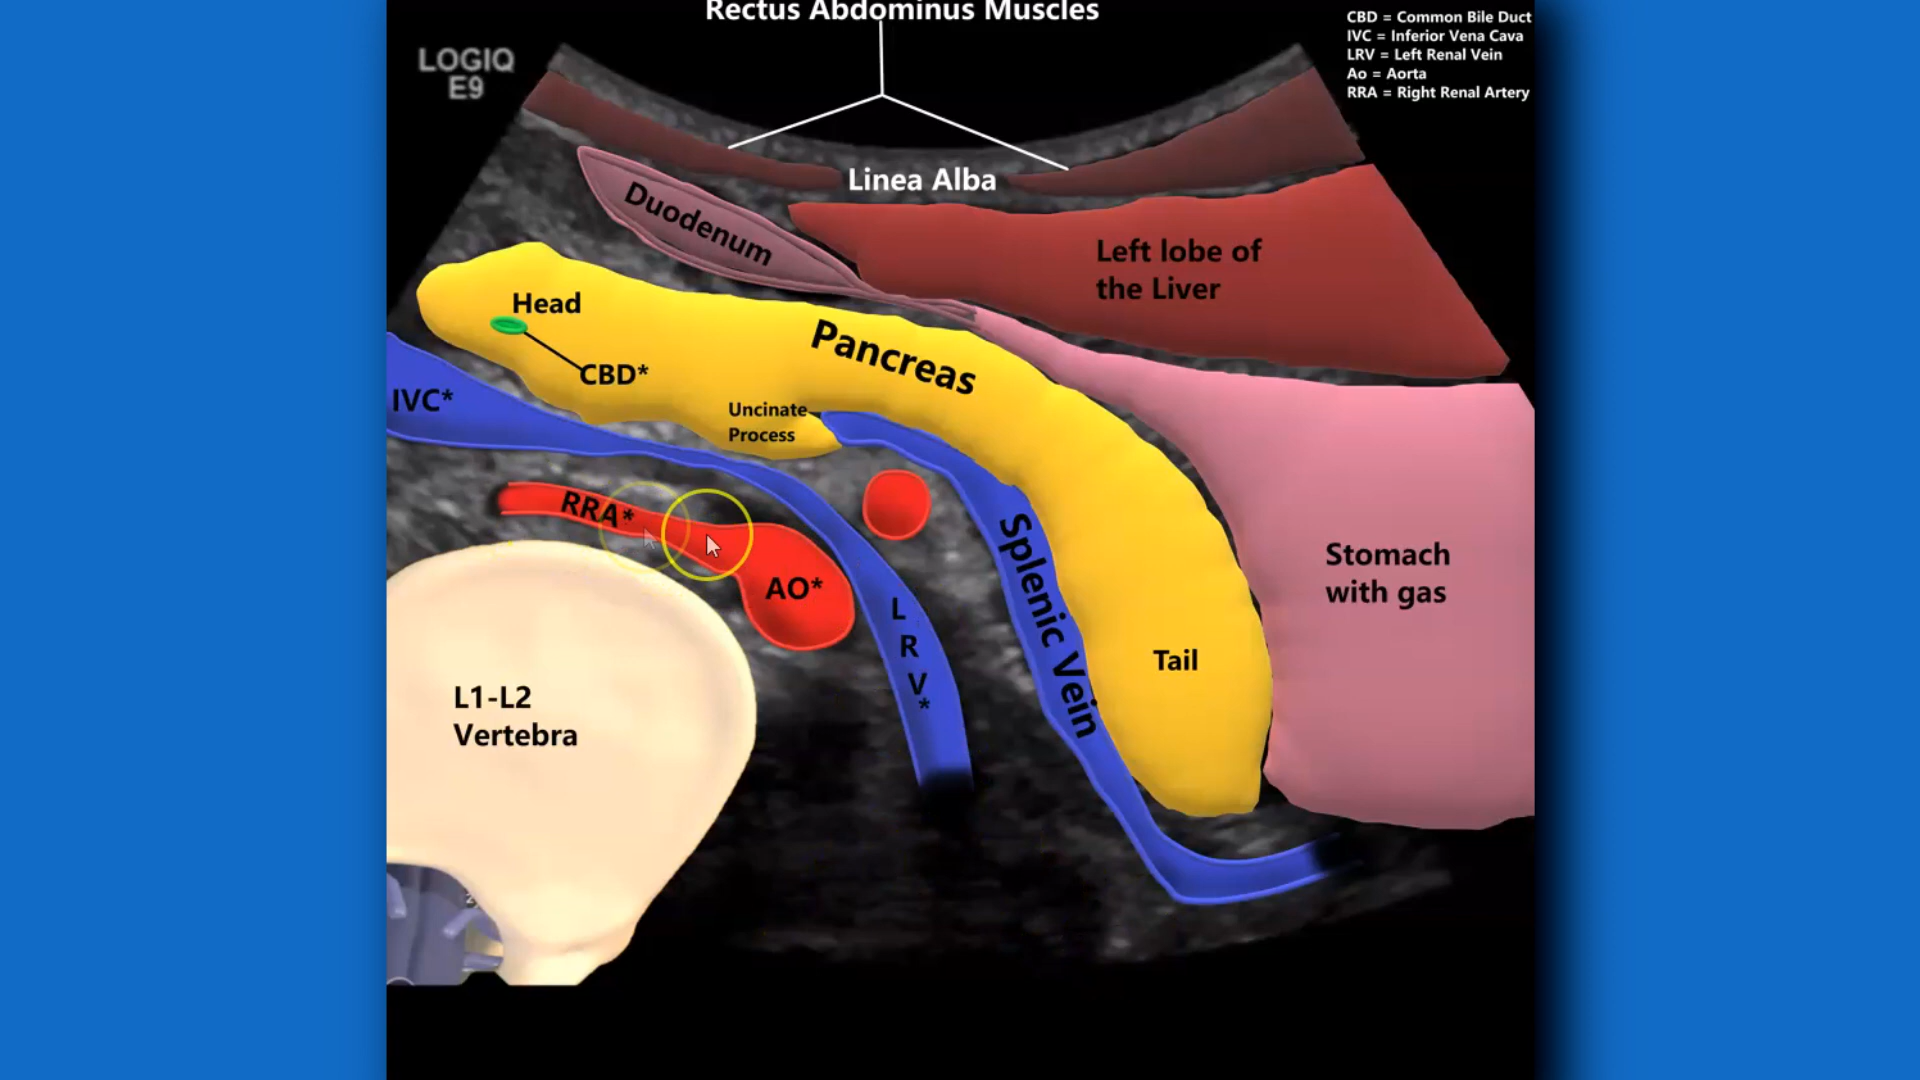 Rectus Abdominus Muscles
CBD = Common Bile Duct
IVC = Inferior Vena Cava
LRV = Left Renal Vein
Ao = Aorta
RRA = Right Renal Artery
LOGIQ
E9
Linea Alba
Duodenum
Left lobe of
the Liver
Head
Pancreas
CBD*
IVC*
Uncinate
Process
RRA*
AO*
L
R
V
*
Splenic Vein
Stomach
with gas
Tail
L1-L2
Vertebra
2